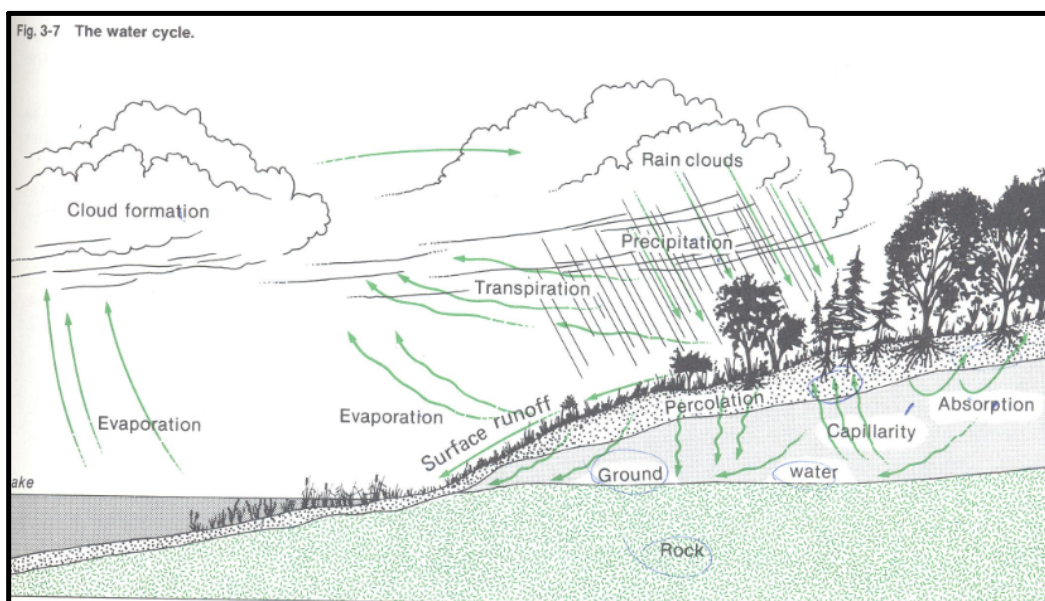 Fig. 3-7 The water cycle.
Rain clouds
Cloud formation
Precipitation
Transpiration
Evaporation
Evaporation
Surface runoff
Percolation
Capillarity
Absorption
Ground water
ake
Rock